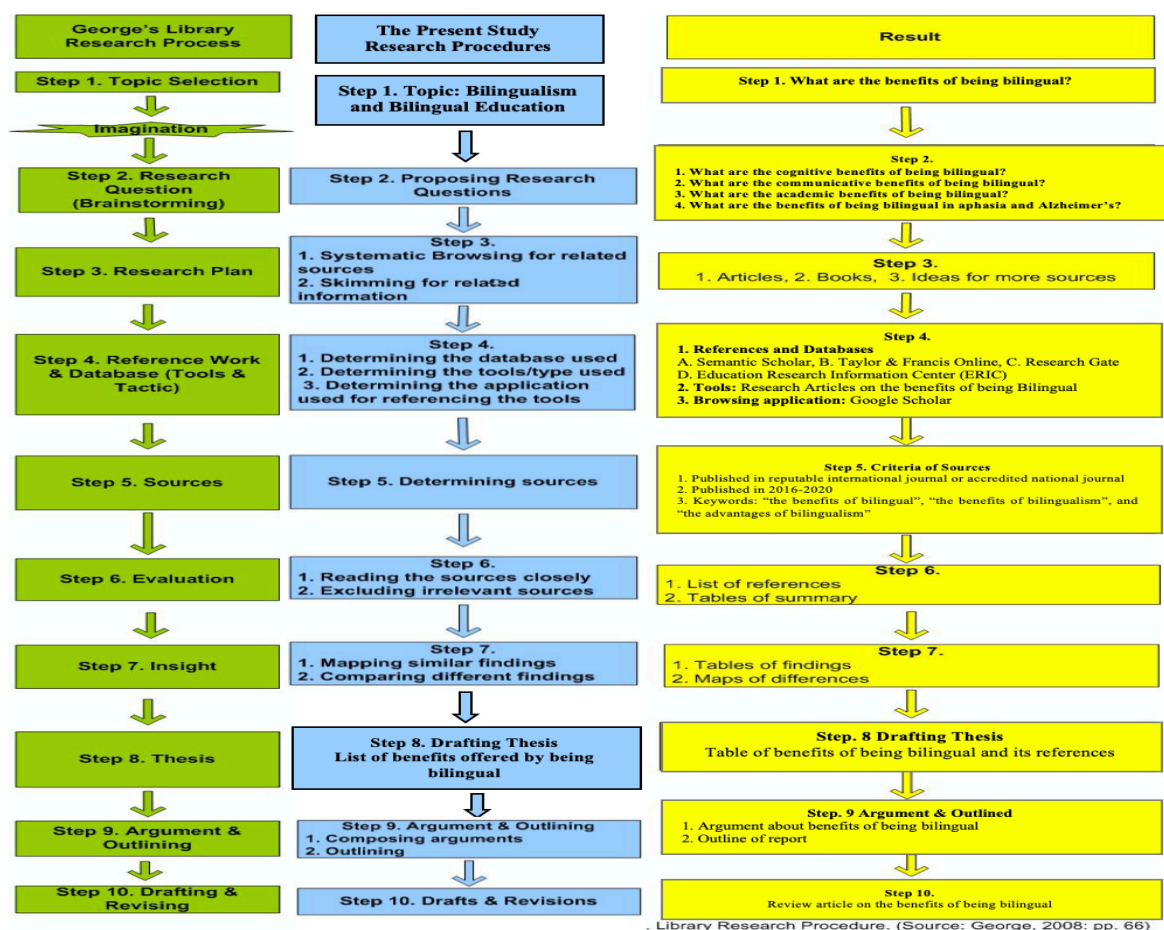 George's Library
Research Process
Step 1. Topic Selection
Imagination
Step 2. Research
Question
(Brainstorming)
Step 3. Research Plan
Step 4. Reference Work
& Database (Tools &
Tactic)
Step 5. Sources
Step 6. Evaluation
Step 7. Insight
Step 8. Thesis
Step 9. Argument &
Outlining
Step 10. Drafting &
Revising
The Present Study
Research Procedures
Step 1. Topic: Bilingualism
and Bilingual Education
Step 2. Proposing Research
Questions
Step 3.
1. Systematic Browsing for related
sources
2. Skimming for related
information
Step 4.
1. Determining the database used
2. Determining the tools/type used
3. Determining the application
used for referencing the tools
Step 5. Determining sources
Step 6.
1. Reading the sources closely
2. Excluding irrelevant sources
Step 7.
1. Mapping similar findings
2. Comparing different findings
Step 8. Drafting Thesis
List of benefits offered by being
bilingual
Step 9. Argument & Outlining
1. Composing arguments
2. Outlining
Step 10. Drafts & Revisions
Result
Step 1. What are the benefits of being bilingual?
Step 2.
1. What are the cognitive benefits of being bilingual?
2. What are the communicative benefits of being bilingual?
3. What are the academic benefits of being bilingual?
4. What are the benefits of being bilingual in aphasia and Alzheimer's?
Step 3.
1. Articles, 2. Books, 3. Ideas for more sources
Step 4.
1. References and Databases
A. Semantic Scholar, B. Taylor & Francis Online, C. Research Gate
D. Education Research Information Center (ERIC)
2. Tools: Research Articles on the benefits of being Bilingual
3. Browsing application: Google Scholar
Step 5. Criteria of Sources
1. Published in reputable international journal or accredited national journal
2. Published in 2016-2020
3. Keywords: "the benefits of bilingual", "the benefits of bilingualism", and
"the advantages of bilingualism"
Step 6.
1. List of references
2. Tables of summary
Step 7.
1. Tables of findings
2. Maps of differences
Step. 8 Drafting Thesis
Table of benefits of being bilingual and its references
Step. 9 Argument & Outlined
1. Argument about benefits of being bilingual
2. Outline of report
Step 10.
Review article on the benefits of being bilingual
. Library Research Procedure. (Source: George, 2008: pp. 66)